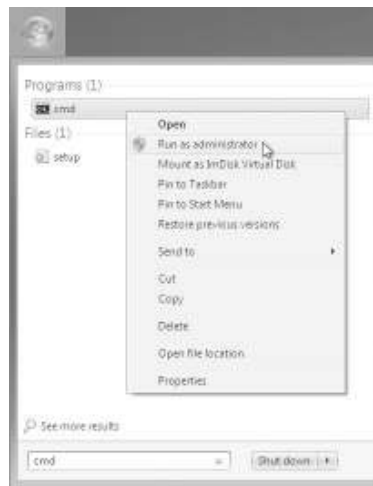 Programs (1)
cmd
Files (1)
setup
Open
Run as administrator
Mount as ImDisk Virtual Disk
Pin to Taskbar
Pin to Start Menu
Restore previous versions
Send to
Cut
Copy
Delete
Open file location
Properties
See more results
cmd
Shut down